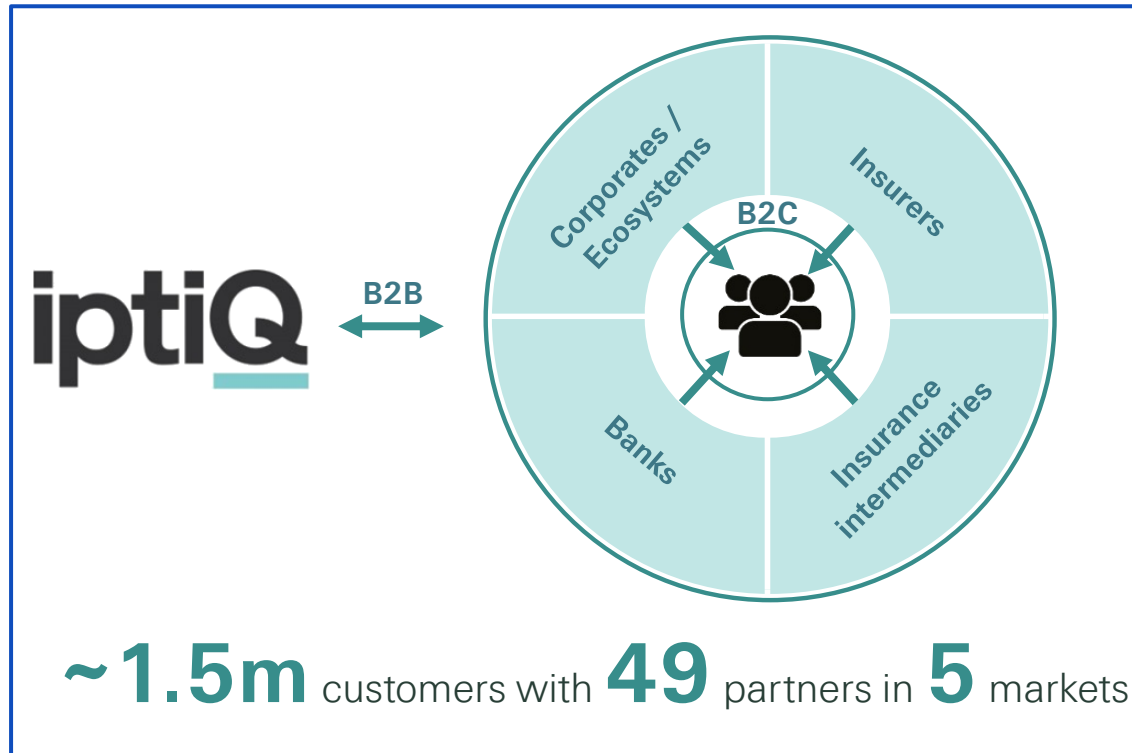 iptiQ
B2B
Corporates /
Ecosystems
Insurers
B2C
Banks
Insurance
intermediaries
~1.5m customers with 49 partners in 5 markets